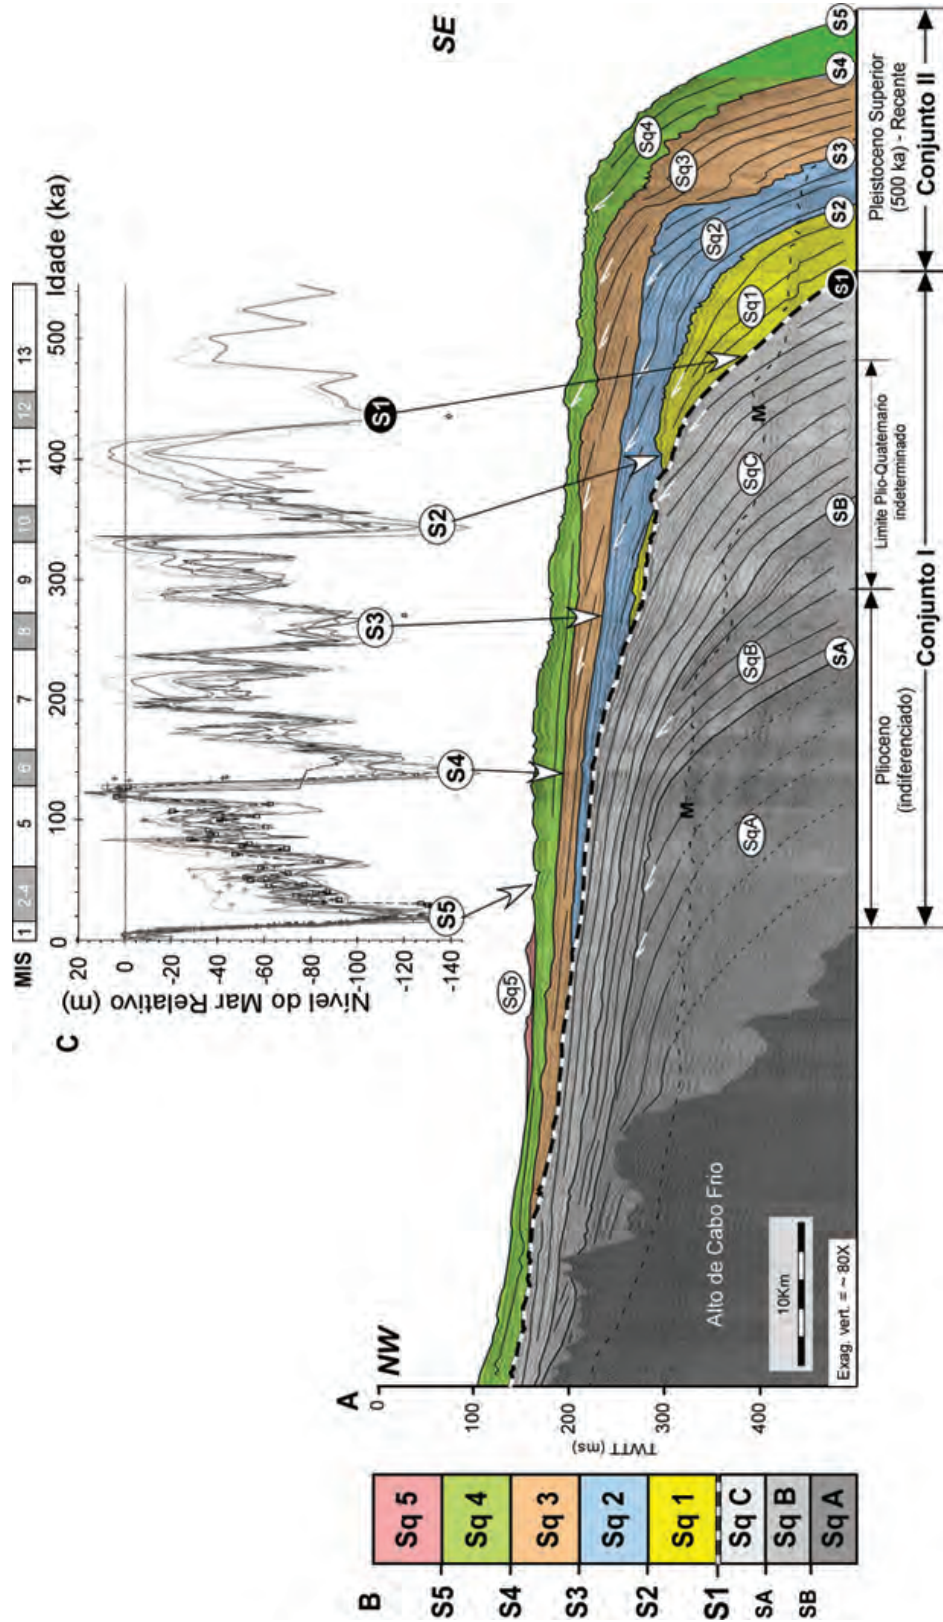 C
MIS
1
2-4
5
6
7
8
9
10
11
12
13
0
100
200
300
400
500
Idade (ka)
20
0
-20
-40
-60
-80
-100
-120
-140
Nível do Mar Relativo (m)
S5
S4
S3
S2
S1
A
NW
SE
0
100
200
300
400
TWTT (ms)
Sq5
Sq4
Sq3
Sq2
Sq1
SqC
SqB
SqA
M
M
SA
SB
S1
S2
S3
S4
S5
Alto de Cabo Frio
10Km
Exag. vert. = ~ 80X
Plioceno
(indiferenciado)
Limite Plio-Quaternario
indeterminado
Pleistoceno Superior
(500 ka) - Recente
Conjunto I
Conjunto II
B
Sq 5
Sq 4
Sq 3
Sq 2
Sq 1
Sq C
Sq B
Sq A
S5
S4
S3
S2
S1
SA
SB